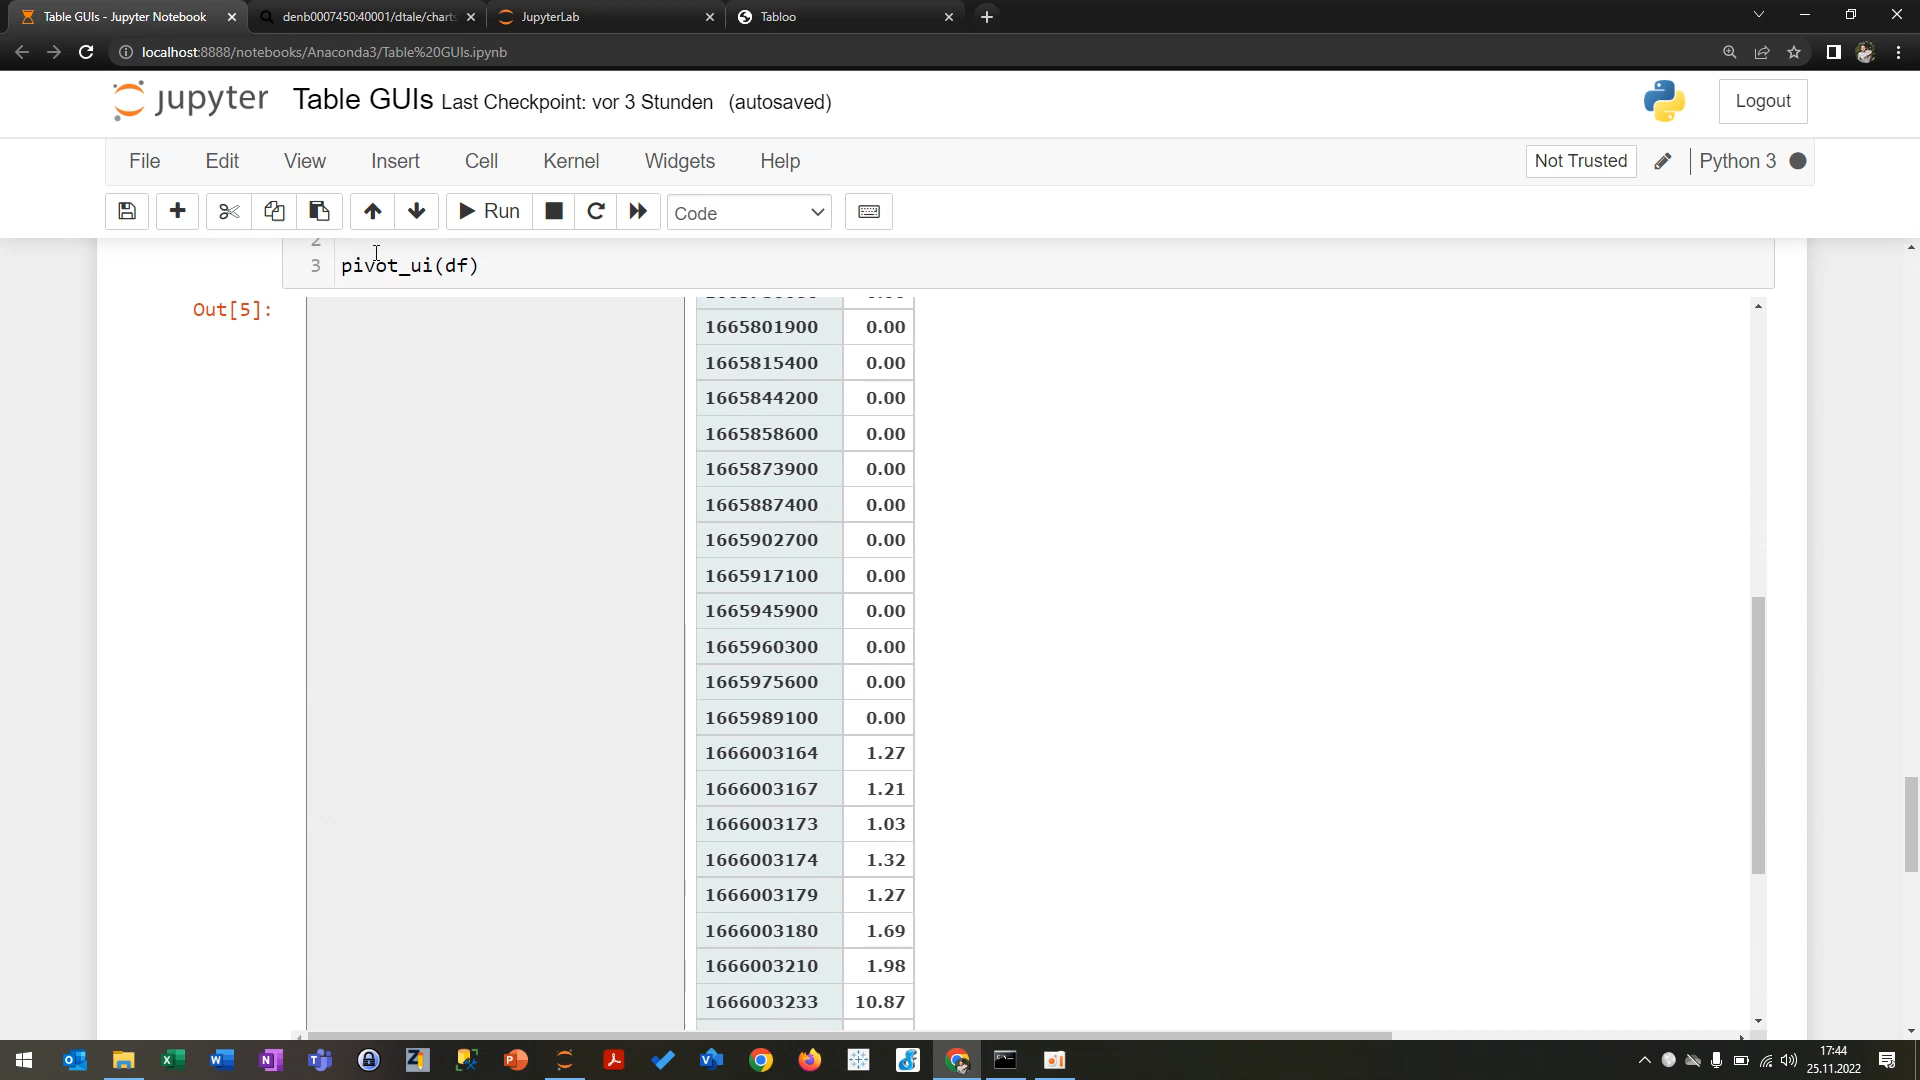 Table GUIs - Jupyter Notebook
denb0007450:40001/dtale/charts
JupyterLab
Tabloo
localhost:8888/notebooks/Anaconda3/Table%20GUIs.ipynb
jupyter
Table GUIs Last Checkpoint: vor 3 Stunden (autosaved)
Logout
File Edit View Insert Cell Kernel Widgets Help
Not Trusted
Python 3
Run
Code
2
3 pivot_ui(df)
Out[5]:
1665801900 0.00
1665815400 0.00
1665844200 0.00
1665858600 0.00
1665873900 0.00
1665887400 0.00
1665902700 0.00
1665917100 0.00
1665945900 0.00
1665960300 0.00
1665975600 0.00
1665989100 0.00
1666003164 1.27
1666003167 1.21
1666003173 1.03
1666003174 1.32
1666003179 1.27
1666003180 1.69
1666003210 1.98
1666003233 10.87
17:44
25.11.2022